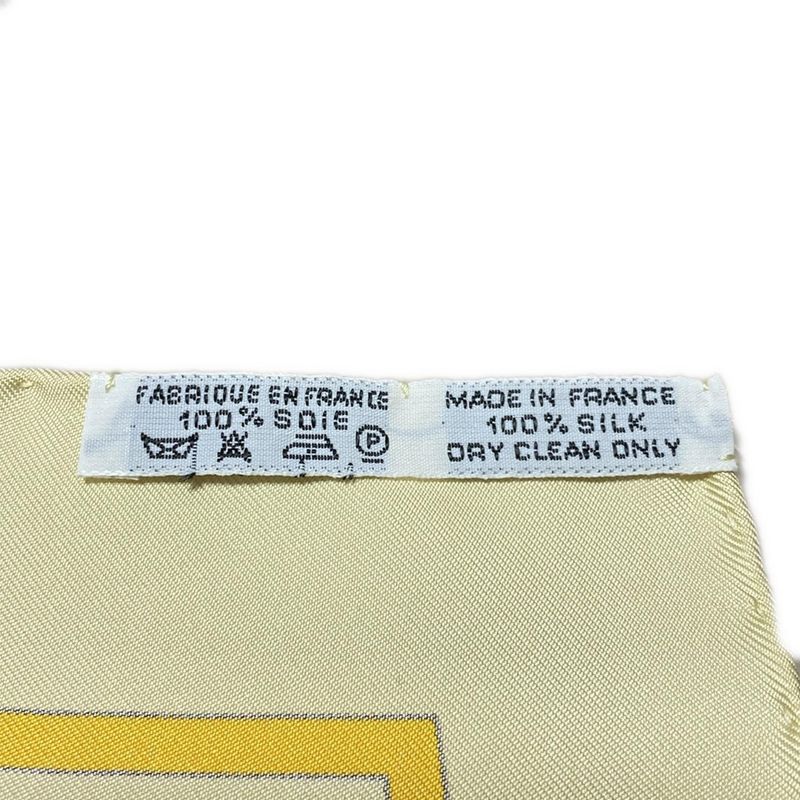 FABRIQUE EN FRANCE
100% SOIE
P
MADE IN FRANCE
100% SILK
DRY CLEAN ONLY